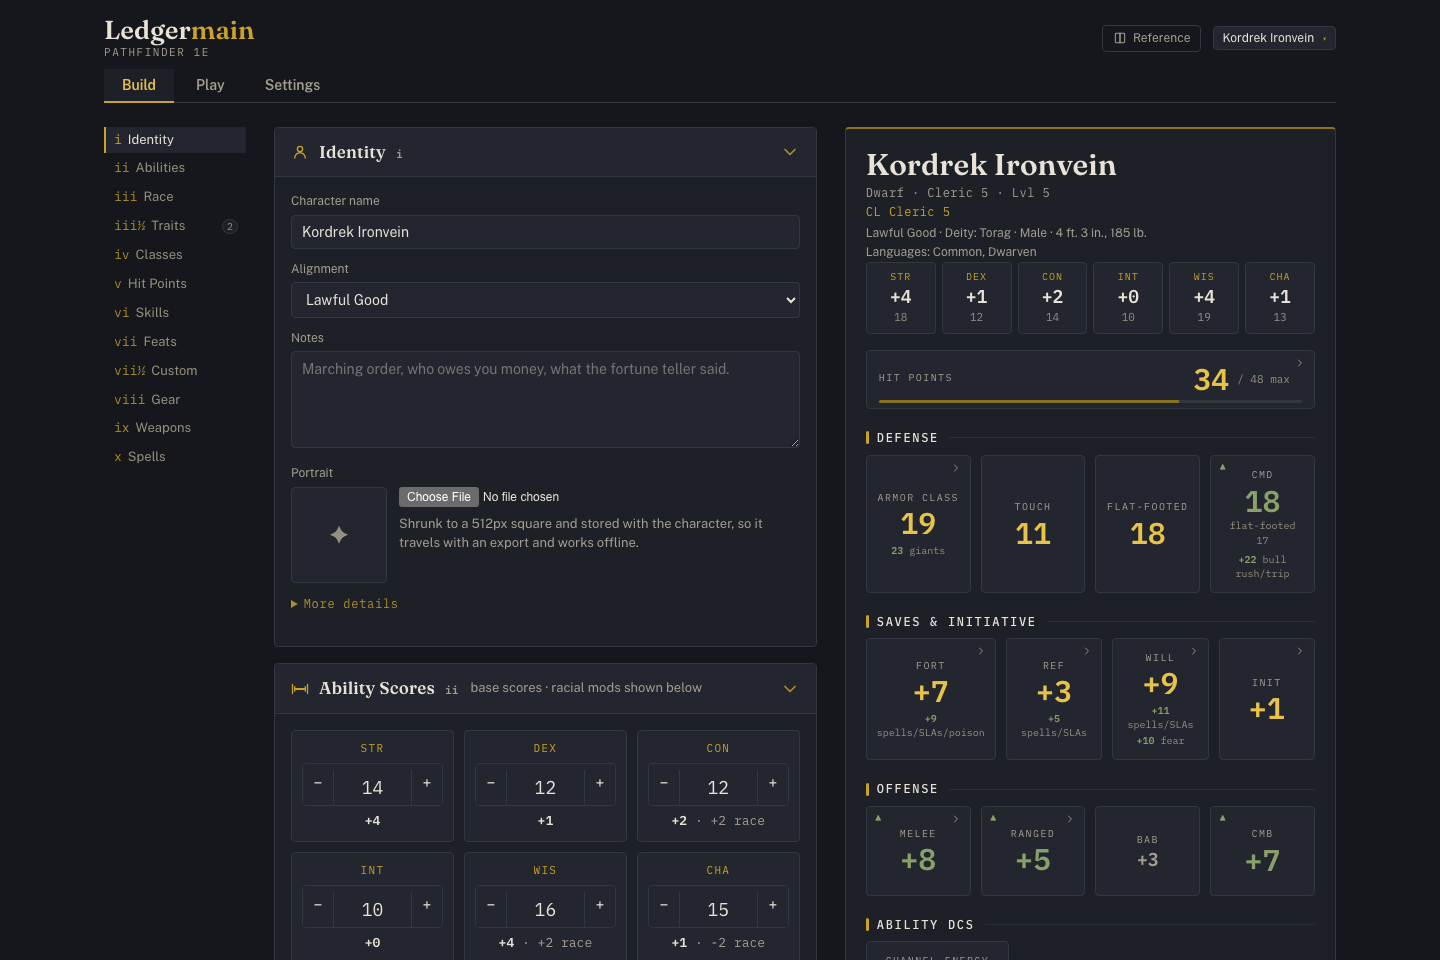 Ledgermain
PATHFINDER 1E
Reference
Kordrek Ironvein
Build
Play
Settings
i Identity
ii Abilities
iii Race
iii½ Traits 2
iv Classes
v Hit Points
vi Skills
vii Feats
vii½ Custom
viii Gear
ix Weapons
x Spells
Identity i
Character name
Kordrek Ironvein
Alignment
Lawful Good
Notes
Marching order, who owes you money, what the fortune teller said.
Portrait
Choose File No file chosen
Shrunk to a 512px square and stored with the character, so it
travels with an export and works offline.
More details
Ability Scores ii base scores · racial mods shown below
STR
− 14 +
+4
DEX
− 12 +
+1
CON
− 12 +
+2 · +2 race
INT
− 10 +
+0
WIS
− 16 +
+4 · +2 race
CHA
− 15 +
+1 · -2 race
Kordrek Ironvein
Dwarf · Cleric 5 · Lvl 5
CL Cleric 5
Lawful Good · Deity: Torag · Male · 4 ft. 3 in., 185 lb.
Languages: Common, Dwarven
STR
+4
18
DEX
+1
12
CON
+2
14
INT
+0
10
WIS
+4
19
CHA
+1
13
HIT POINTS 34 / 48 max
DEFENSE
ARMOR CLASS
19
23 giants
TOUCH
11
FLAT-FOOTED
18
CMD
18
flat-footed
17
+22 bull
rush/trip
SAVES & INITIATIVE
FORT
+7
+9
spells/SLAs/poison
REF
+3
+5
spells/SLAs
WILL
+9
+11
spells/SLAs
+10 fear
INIT
+1
OFFENSE
MELEE
+8
RANGED
+5
BAB
+3
CMB
+7
ABILITY DCS
CHANNEL ENERGY